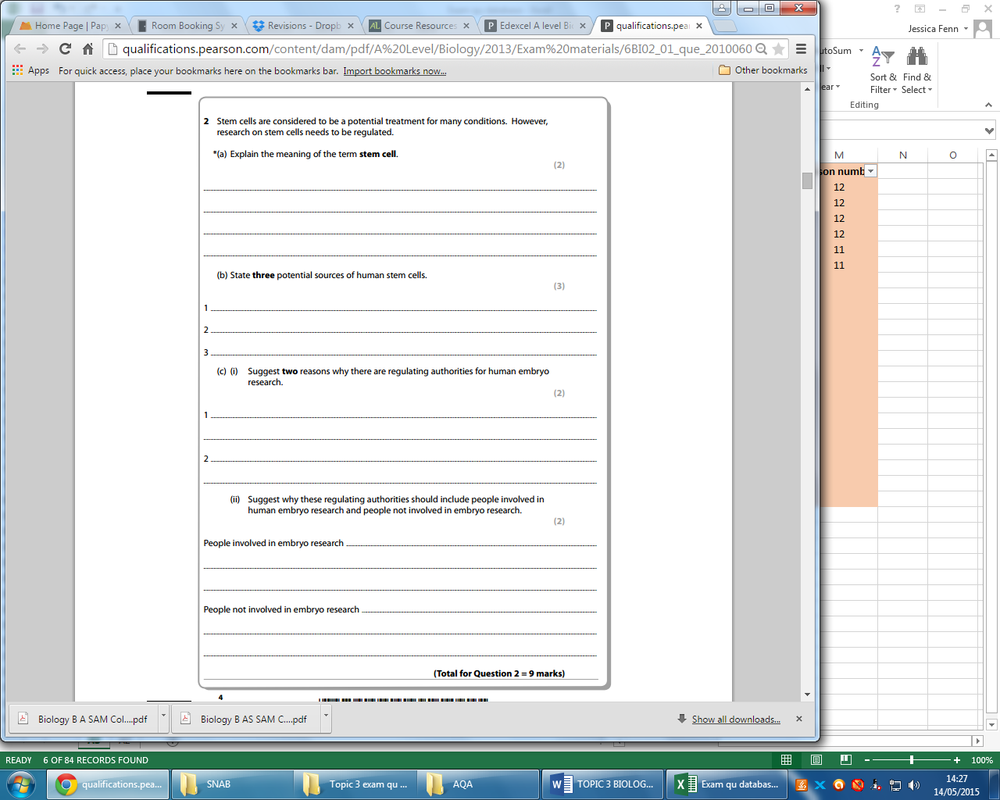 Home Page | Pap
Room Booking Sy
Revisions - Dropb
Course Resources
Edexcel A level Bi
qualifications.pear
qualifications.pearson.com/content/dam/pdf/A%20Level/Biology/2013/Exam%20materials/6BI02_01_que_2010060
Apps
For quick access, place your bookmarks here on the bookmarks bar. Import bookmarks now...
Other bookmarks
Jessica Fenn
utoSum
ll
ear
Sort & Filter
Find & Select
Editing
M N O
son numb
12
12
12
12
11
11
2 Stem cells are considered to be a potential treatment for many conditions. However,
research on stem cells needs to be regulated.
*(a) Explain the meaning of the term stem cell.
(2)
(b) State three potential sources of human stem cells.
(3)
1
2
3
(c) (i) Suggest two reasons why there are regulating authorities for human embryo
research.
(2)
1
2
(ii) Suggest why these regulating authorities should include people involved in
human embryo research and people not involved in embryo research.
(2)
People involved in embryo research
People not involved in embryo research
(Total for Question 2 = 9 marks)
4
Biology B A SAM Col....pdf
Biology B AS SAM C....pdf
Show all downloads...
READY 6 OF 84 RECORDS FOUND
100%
qualifications.pea...
SNAB
Topic 3 exam qu ...
AQA
TOPIC 3 BIOLOG...
Exam qu databas...
14:27
14/05/2015